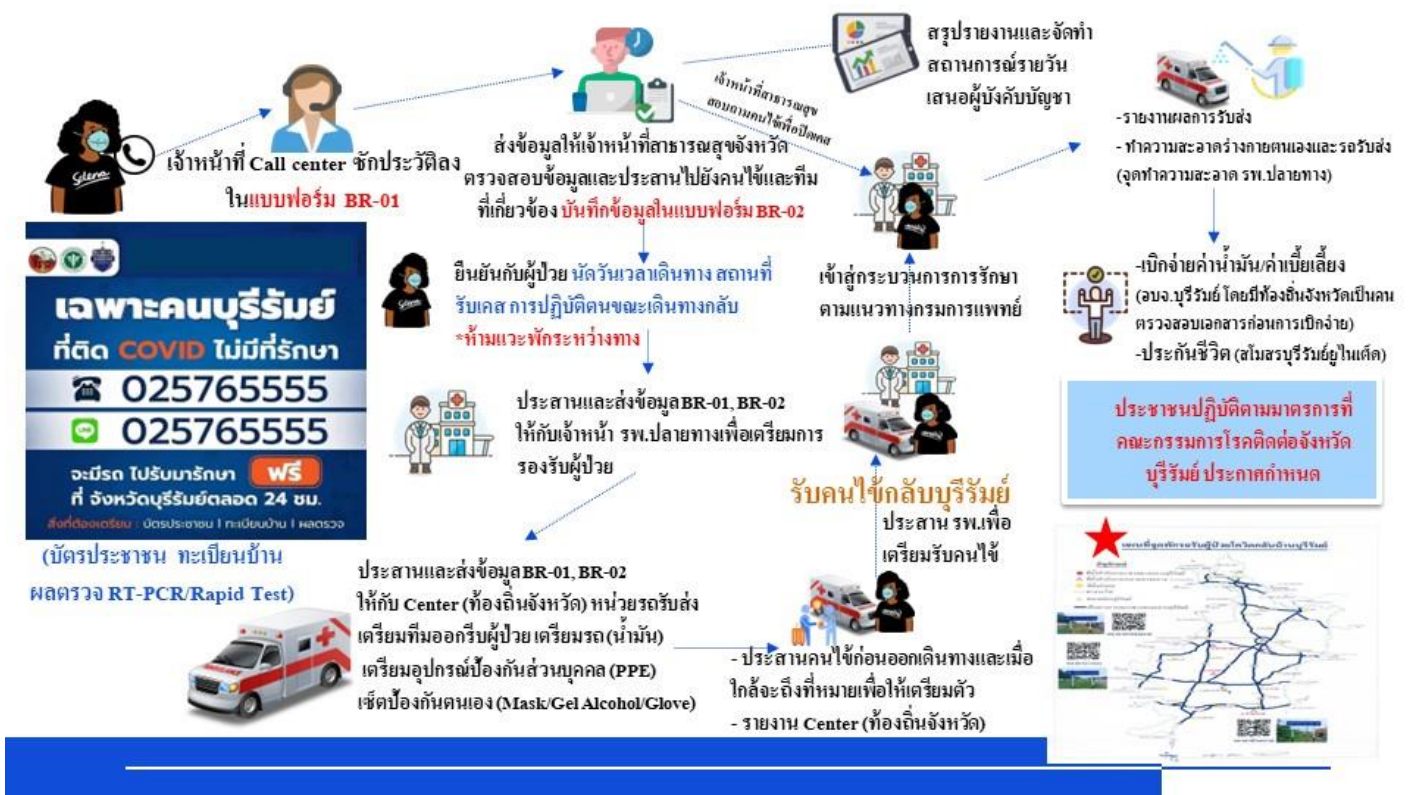 เจ้าหน้าที่ Call center ซักประวัติลง
ในแบบฟอร์ม BR-01
Selena
ส่งข้อมูลให้เจ้าหน้าที่สาธารณสุขจังหวัด
ตรวจสอบข้อมูลและประสานไปยังคนไข้และทีม
ที่เกี่ยวข้อง บันทึกข้อมูลในแบบฟอร์ม BR-02
เจ้าหน้าที่สาธารณสุข
สอบถามคนไข้เพื่อปิดเคส
สรุปรายงานและจัดทำ
สถานการณ์รายวัน
เสนอผู้บังคับบัญชา
-รายงานผลการรับส่ง
- ทำความสะอาดร่างกายตนเองและรถรับส่ง
(จุดทำความสะอาด รพ.ปลายทาง)
เฉพาะคนบุรีรัมย์
ที่ติด COVID ไม่มีที่รักษา
025765555
LINE
025765555
จะมีรถ ไปรับมารักษา ฟรี
ที่ จังหวัดบุรีรัมย์ตลอด 24 ชม.
สิ่งที่ต้องเตรียม : บัตรประชาชน | ทะเบียนบ้าน | ผลตรวจ
(บัตรประชาชน ทะเบียนบ้าน
ผลตรวจ RT-PCR/Rapid Test)
ยืนยันกับผู้ป่วย นัดวันเวลาเดินทาง สถานที่
รับเคส การปฏิบัติตนขณะเดินทางกลับ
*ห้ามแวะพักระหว่างทาง
ประสานและส่งข้อมูลBR-01, BR-02
ให้กับเจ้าหน้า รพ.ปลายทางเพื่อเตรียมการ
รองรับผู้ป่วย
ประสานและส่งข้อมูลBR-01, BR-02
ให้กับ Center (ท้องถิ่นจังหวัด) หน่วยรถรับส่ง
เตรียมทีมออกรีบผู้ป่วย เตรียมรถ (น้ำมัน)
เตรียมอุปกรณ์ป้องกันส่วนบุคคล (PPE)
เซ็ตป้องกันตนเอง (Mask/Gel Alcohol/Glove)
เข้าสู่กระบวนการการรักษา
ตามแนวทางกรมการแพทย์
รับคนไข้กลับบุรีรัมย์
ประสาน รพ.เพื่อ
เตรียมรับคนไข้
- ประสานคนไข้ก่อนออกเดินทางและเมื่อ
ใกล้จะถึงที่หมายเพื่อให้เตรียมตัว
- รายงาน Center (ท้องถิ่นจังหวัด)
-เบิกจ่ายค่าน้ำมัน/ค่าเบี้ยเลี้ยง
(อบจ.บุรีรัมย์ โดยมีท้องถิ่นจังหวัดเป็นคน
ตรวจสอบเอกสารก่อนการเบิกจ่าย)
-ประกันชีวิต (สโมสรบุรีรัมย์ยูไนเต็ด)
ประชาชนปฏิบัติตามมาตรการที่
คณะกรรมการโรคติดต่อจังหวัด
บุรีรัมย์ ประกาศกำหนด